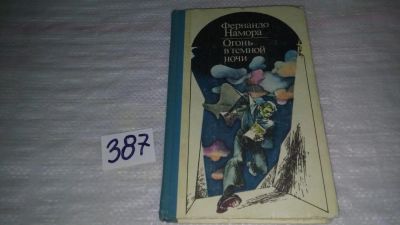 Фернандо
Намора
Огонь
в темной
ночи
387